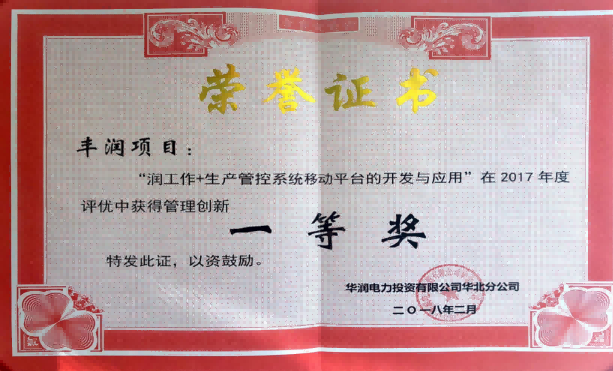 荣誉证书
丰润项目：
“润工作+生产管控系统移动平台的开发与应用”在2017年度
评优中获得管理创新
一等奖
特发此证，以资鼓励。
华润电力投资有限公司华北分公司
二〇一八年二月